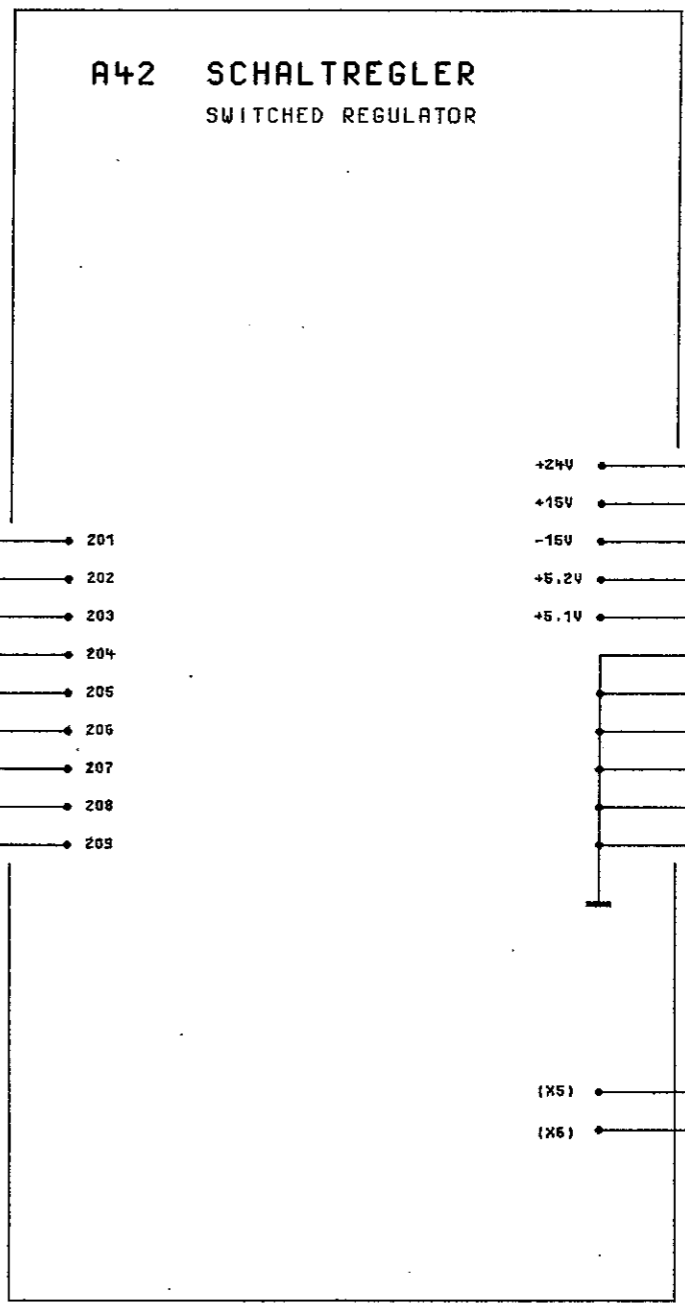 A42 SCHALTREGLER
SWITCHED REGULATOR
+24V
+15V
201
-15V
202
+5.2V
203
+5.1V
204
205
206
207
208
209
(X5)
(X6)